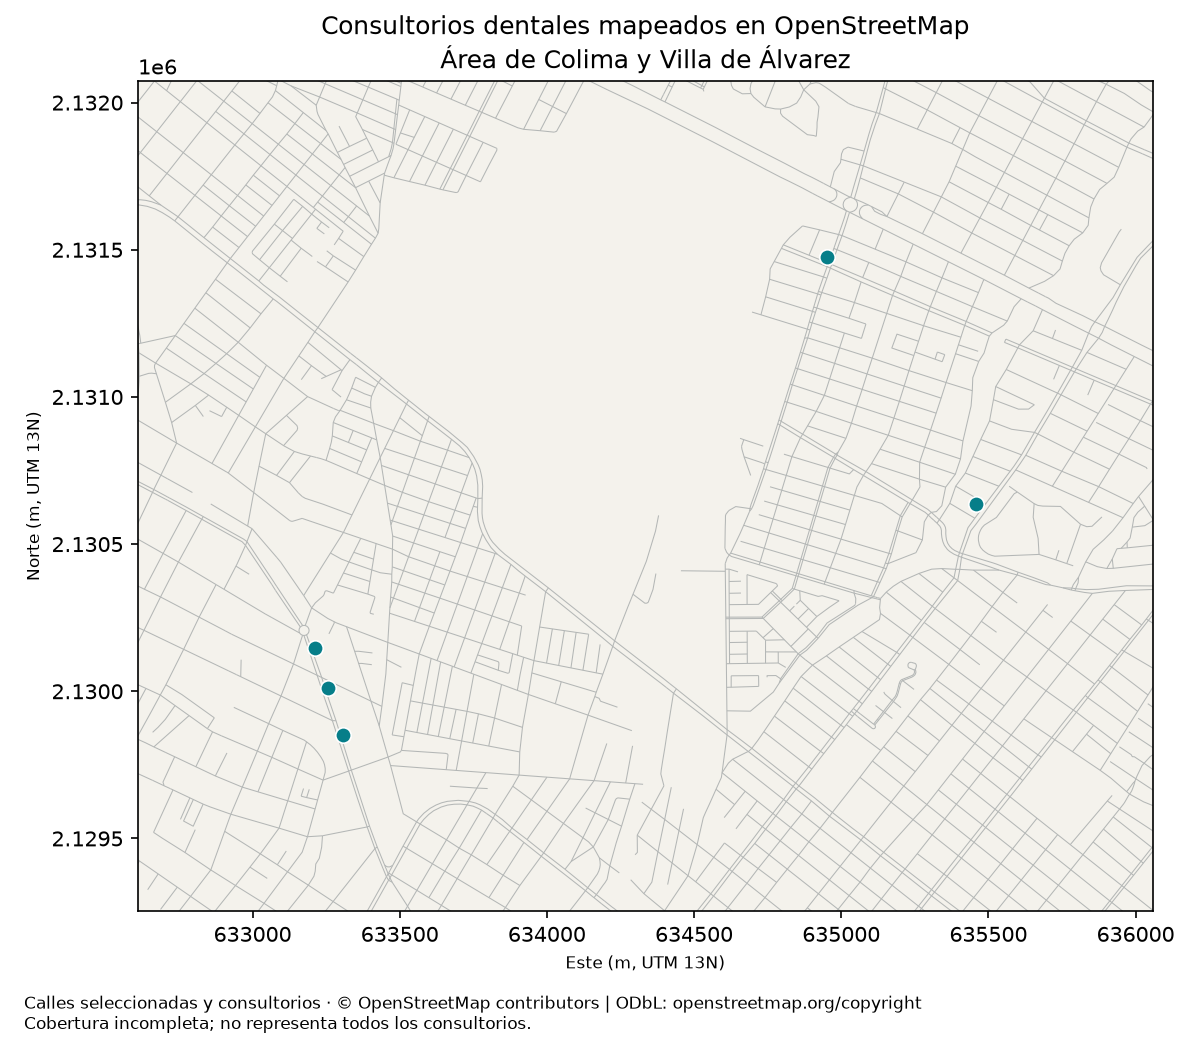 Consultorios dentales mapeados en OpenStreetMap
Área de Colima y Villa de Álvarez
1e6
2.1320
2.1315
2.1310
2.1305
2.1300
2.1295
Norte (m, UTM 13N)
633000 633500 634000 634500 635000 635500 636000
Este (m, UTM 13N)
Calles seleccionadas y consultorios · © OpenStreetMap contributors | ODbL: openstreetmap.org/copyright
Cobertura incompleta; no representa todos los consultorios.